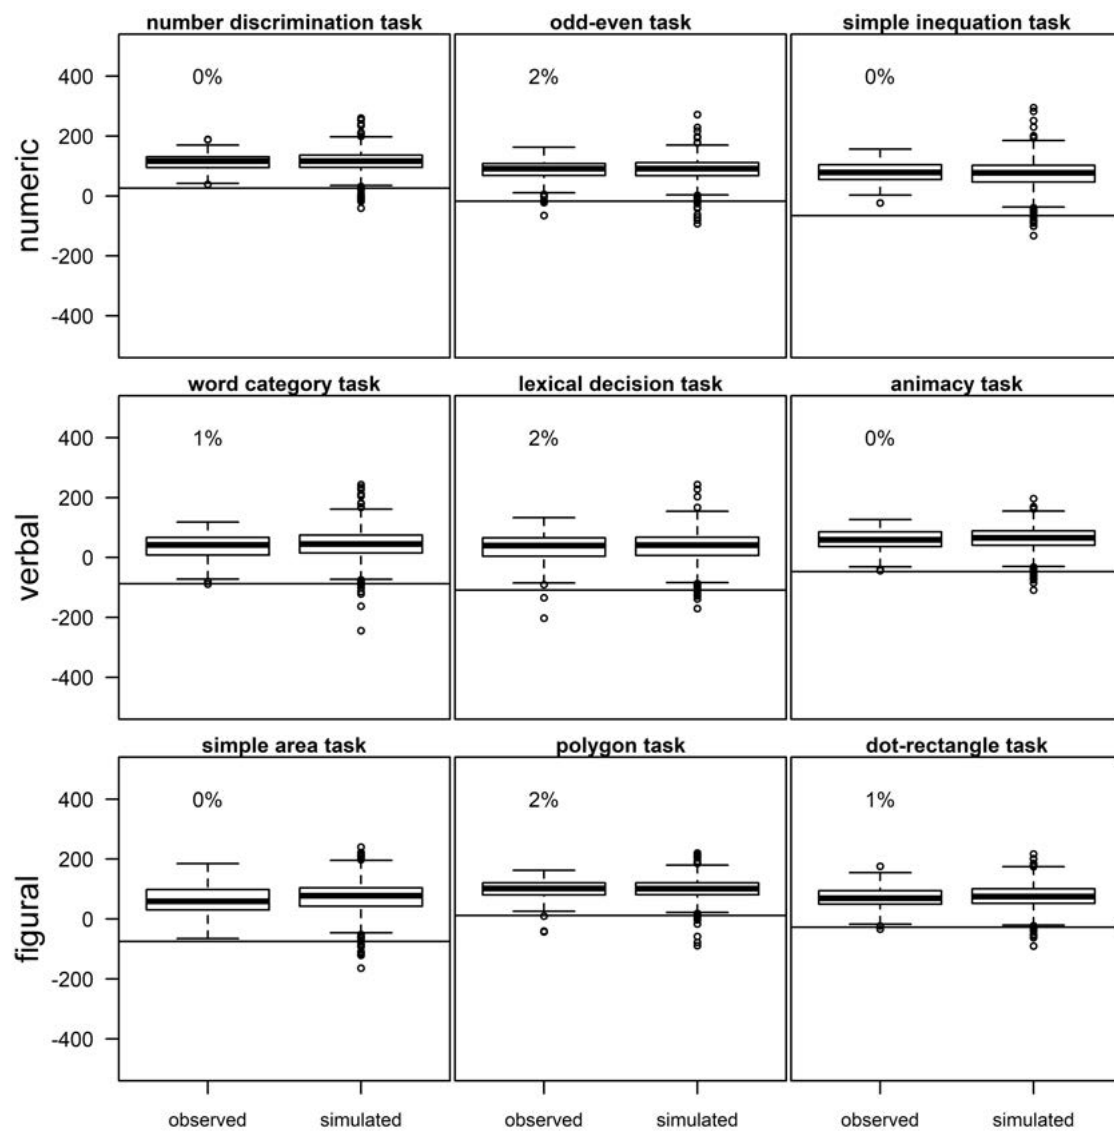 number discrimination task odd-even task simple inequation task
0% 2% 0%
400
200
0
-200
-400
numeric
word category task lexical decision task animacy task
1% 2% 0%
400
200
0
-200
-400
verbal
simple area task polygon task dot-rectangle task
0% 2% 1%
400
200
0
-200
-400
figural
observed simulated observed simulated observed simulated